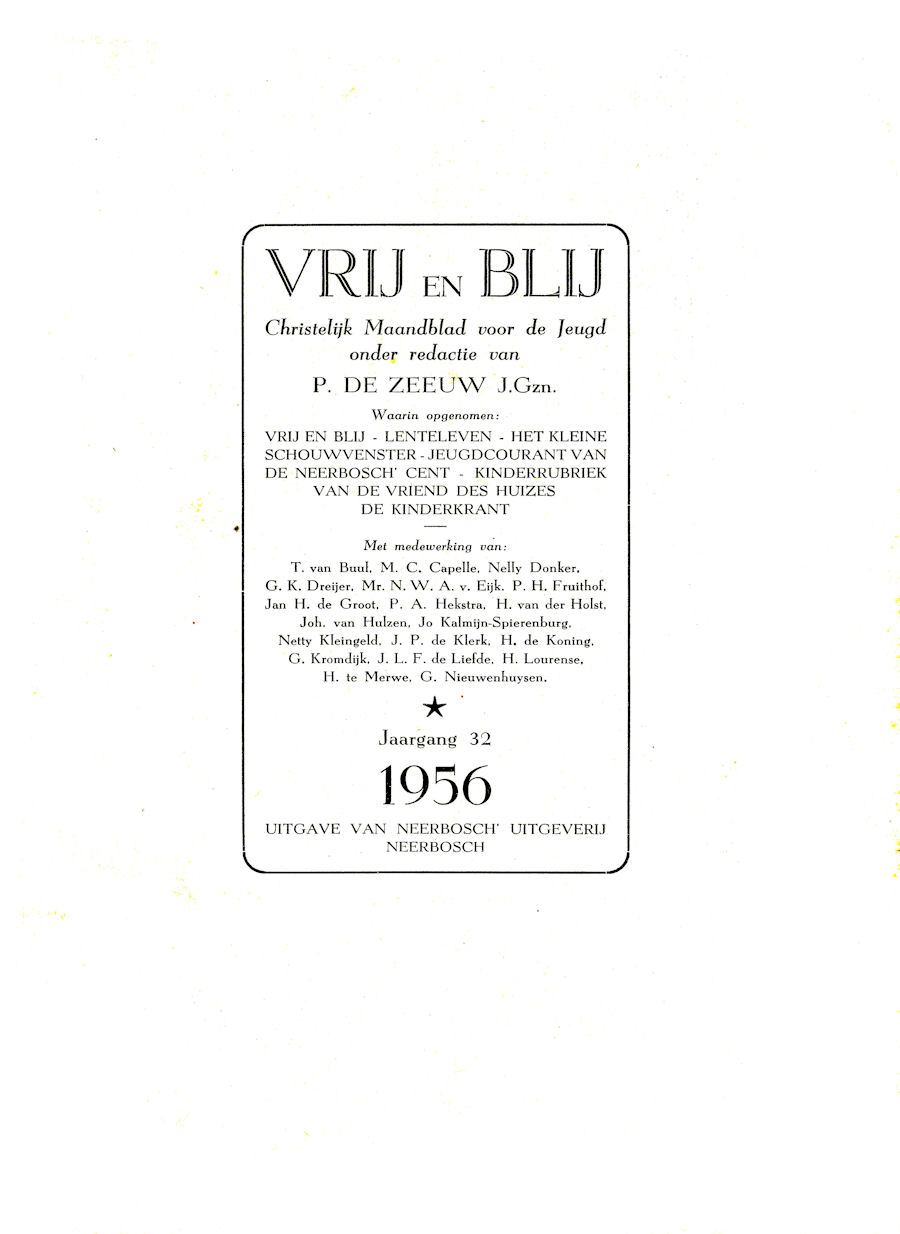 VRIJ EN BLIJ
Christelijk Maandblad voor de Jeugd
onder redactie van
P. DE ZEEUW J.Gzn.
Waarin opgenomen:
VRIJ EN BLIJ - LENTELEVEN - HET KLEINE
SCHOUWVENSTER - JEUGDCOURANT VAN
DE NEERBOSCH' CENT - KINDERRUBRIEK
VAN DE VRIEND DES HUIZES
DE KINDERKRANT
Met medewerking van:
T. van Buul, M. C. Capelle, Nelly Donker,
G. K. Dreijer, Mr. N. W. A. v. Eijk. P. H. Fruithof,
Jan H. de Groot, P. A. Hekstra, H. van der Holst,
Joh. van Hulzen, Jo Kalmijn-Spierenburg,
Netty Kleingeld, J. P. de Klerk, H. de Koning,
G. Kromdijk, J. L. F. de Liefde, H. Lourense,
H. te Merwe, G. Nieuwenhuysen.
Jaargang 32
1956
UITGAVE VAN NEERBOSCH' UITGEVERIJ
NEERBOSCH